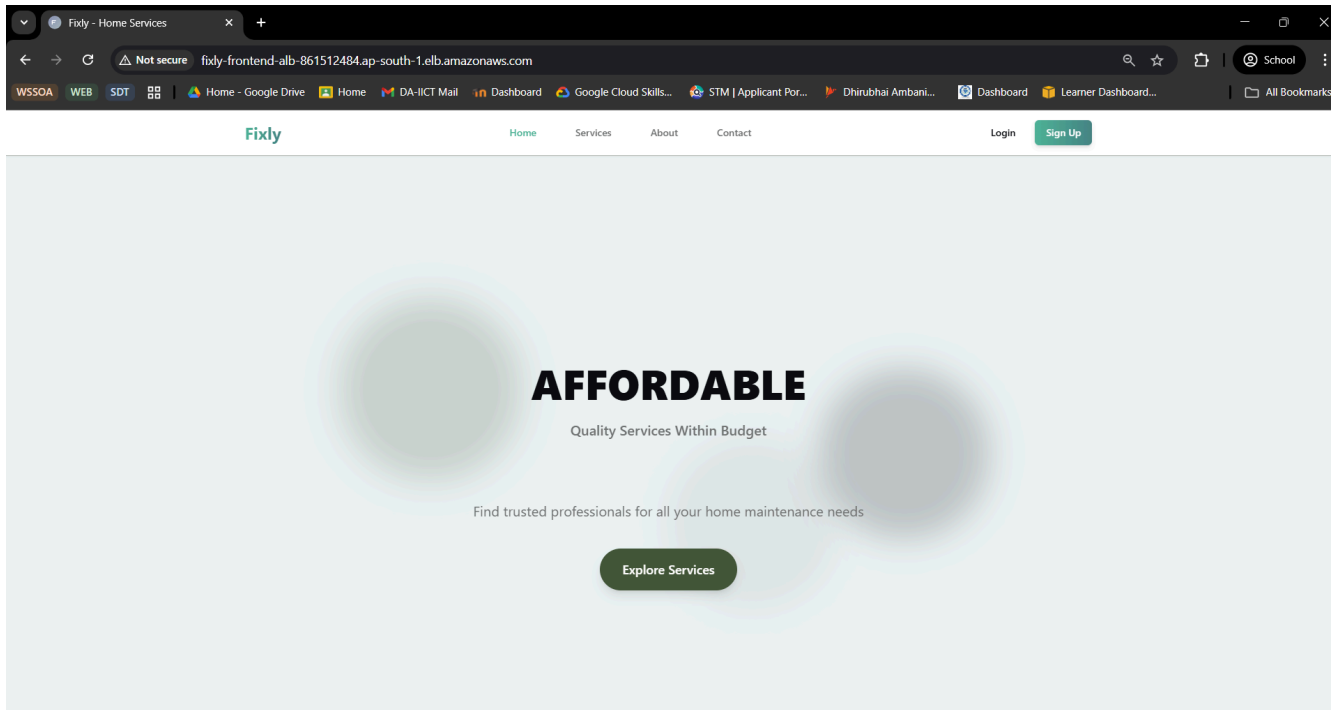 Fixly - Home Services
Not secure fixly-frontend-alb-861512484.ap-south-1.elb.amazonaws.com School
WSSOA WEB SDT Home - Google Drive Home DA-IICT Mail Dashboard Google Cloud Skills... STM | Applicant Por... Dhirubhai Ambani... Dashboard Learner Dashboard... All Bookmarks
Fixly Home Services About Contact Login Sign Up
AFFORDABLE
Quality Services Within Budget
Find trusted professionals for all your home maintenance needs
Explore Services